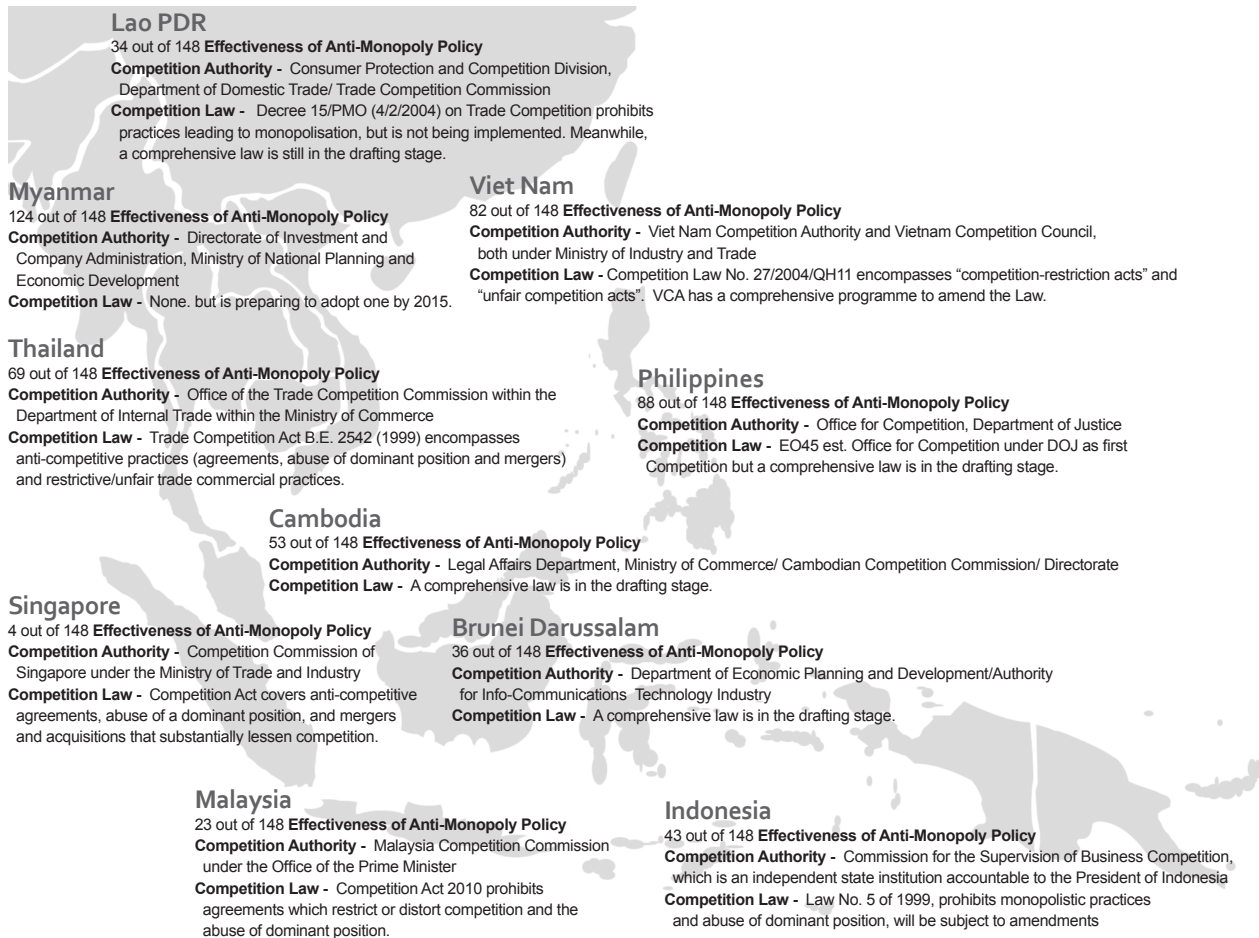 Lao PDR
34 out of 148 Effectiveness of Anti-Monopoly Policy
Competition Authority - Consumer Protection and Competition Division,
Department of Domestic Trade/ Trade Competition Commission
Competition Law - Decree 15/PMO (4/2/2004) on Trade Competition prohibits
practices leading to monopolisation, but is not being implemented. Meanwhile,
a comprehensive law is still in the drafting stage.
Myanmar
124 out of 148 Effectiveness of Anti-Monopoly Policy
Competition Authority - Directorate of Investment and
Company Administration, Ministry of National Planning and
Economic Development
Competition Law - None. but is preparing to adopt one by 2015.
Viet Nam
82 out of 148 Effectiveness of Anti-Monopoly Policy
Competition Authority - Viet Nam Competition Authority and Vietnam Competition Council,
both under Ministry of Industry and Trade
Competition Law - Competition Law No. 27/2004/QH11 encompasses “competition-restriction acts” and
“unfair competition acts”. VCA has a comprehensive programme to amend the Law.
Thailand
69 out of 148 Effectiveness of Anti-Monopoly Policy
Competition Authority - Office of the Trade Competition Commission within the
Department of Internal Trade within the Ministry of Commerce
Competition Law - Trade Competition Act B.E. 2542 (1999) encompasses
anti-competitive practices (agreements, abuse of dominant position and mergers)
and restrictive/unfair trade commercial practices.
Philippines
88 out of 148 Effectiveness of Anti-Monopoly Policy
Competition Authority - Office for Competition, Department of Justice
Competition Law - EO45 est. Office for Competition under DOJ as first
Competition but a comprehensive law is in the drafting stage.
Cambodia
53 out of 148 Effectiveness of Anti-Monopoly Policy
Competition Authority - Legal Affairs Department, Ministry of Commerce/ Cambodian Competition Commission/ Directorate
Competition Law - A comprehensive law is in the drafting stage.
Singapore
4 out of 148 Effectiveness of Anti-Monopoly Policy
Competition Authority - Competition Commission of
Singapore under the Ministry of Trade and Industry
Competition Law - Competition Act covers anti-competitive
agreements, abuse of a dominant position, and mergers
and acquisitions that substantially lessen competition.
Brunei Darussalam
36 out of 148 Effectiveness of Anti-Monopoly Policy
Competition Authority - Department of Economic Planning and Development/Authority
for Info-Communications Technology Industry
Competition Law - A comprehensive law is in the drafting stage.
Malaysia
23 out of 148 Effectiveness of Anti-Monopoly Policy
Competition Authority - Malaysia Competition Commission
under the Office of the Prime Minister
Competition Law - Competition Act 2010 prohibits
agreements which restrict or distort competition and the
abuse of dominant position.
Indonesia
43 out of 148 Effectiveness of Anti-Monopoly Policy
Competition Authority - Commission for the Supervision of Business Competition,
which is an independent state institution accountable to the President of Indonesia
Competition Law - Law No. 5 of 1999, prohibits monopolistic practices
and abuse of dominant position, will be subject to amendments